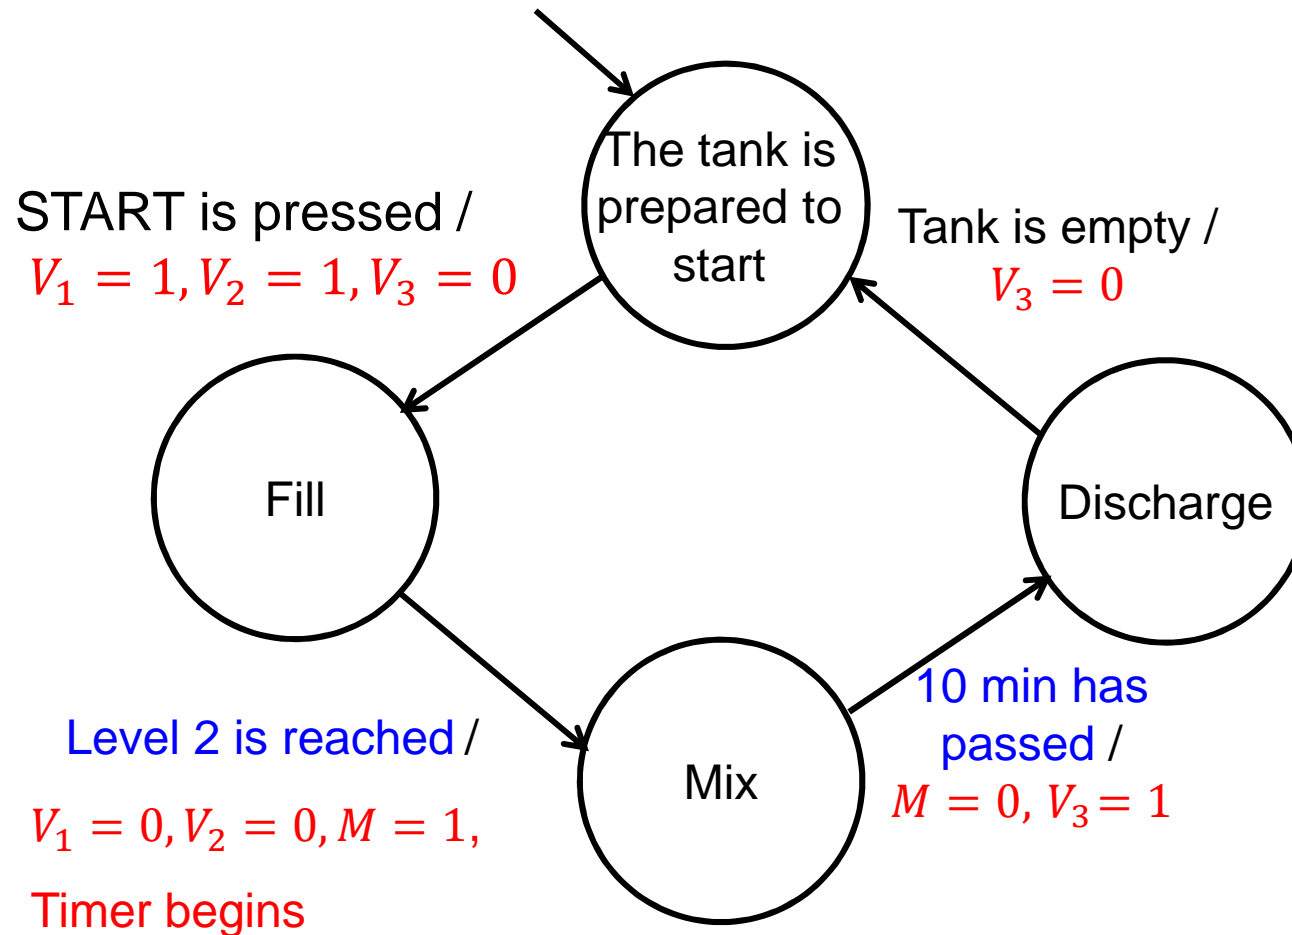 The tank is
prepared to
start
START is pressed /
V₁ = 1, V₂ = 1, V₃ = 0
Tank is empty /
V₃ = 0
Fill
Discharge
Level 2 is reached /
V₁ = 0, V₂ = 0, M = 1,
Timer begins
Mix
10 min has
passed /
M = 0, V₃ = 1